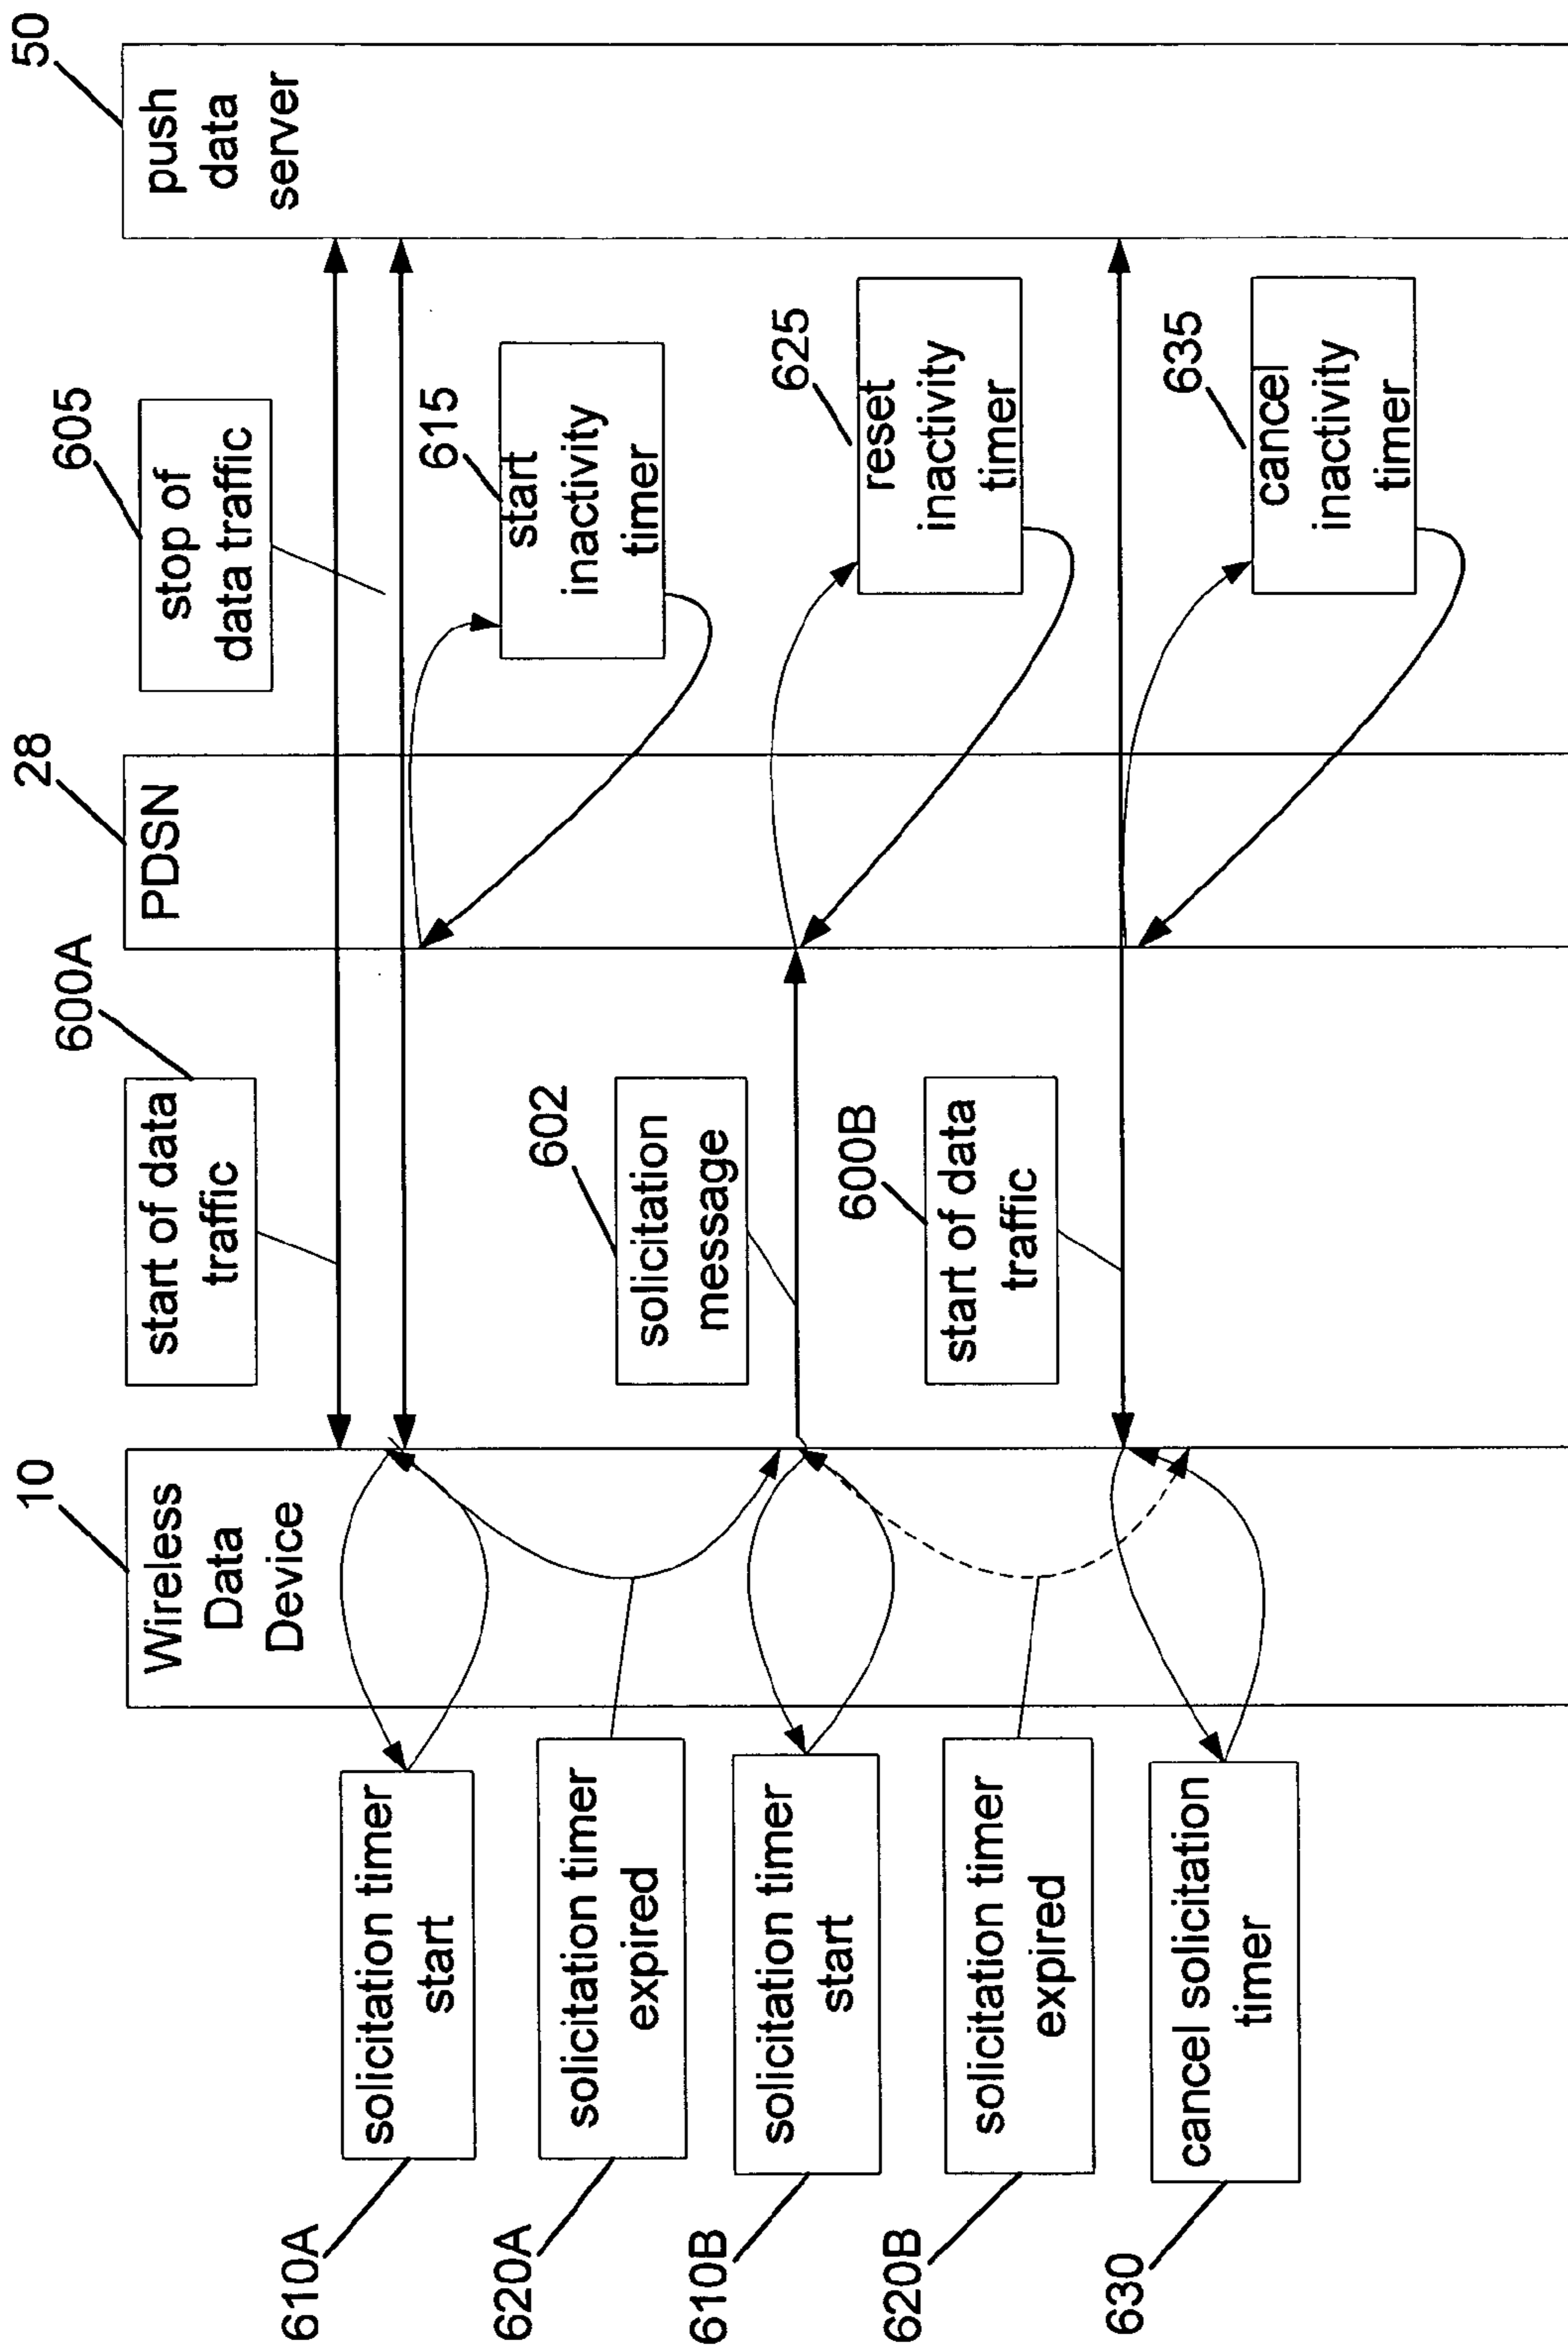 10
Wireless
Data
Device
28
PDSN
50
push
data
server
600A
start of data
traffic
605
stop of
data traffic
610A
solicitation timer
start
615
start
inactivity
timer
620A
solicitation timer
expired
602
solicitation
message
610B
solicitation timer
start
625
reset
inactivity
timer
620B
solicitation timer
expired
600B
start of data
traffic
630
cancel solicitation
timer
635
cancel
inactivity
timer